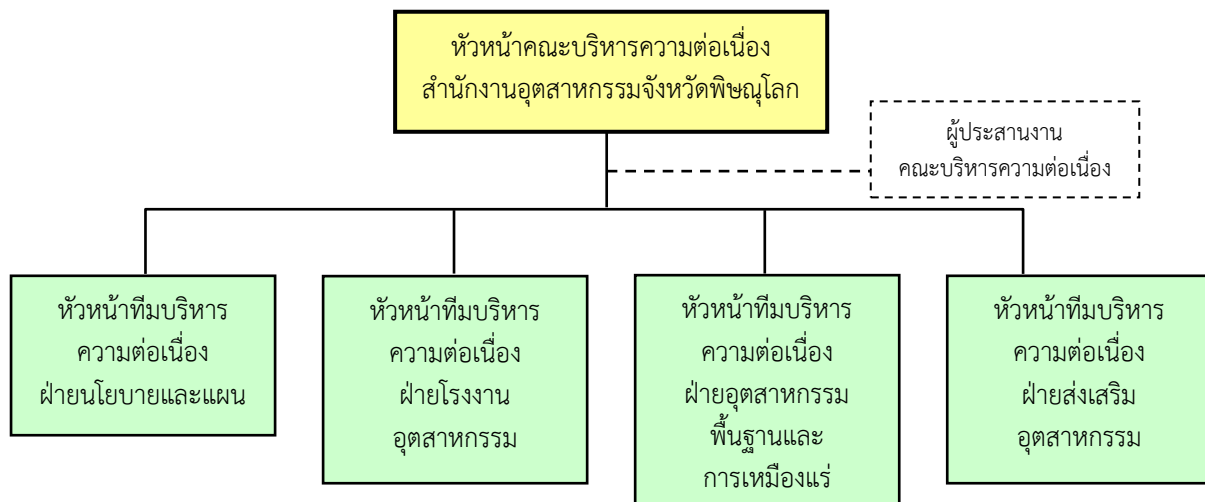 หัวหน้าคณะบริหารความต่อเนื่อง
สำนักงานอุตสาหกรรมจังหวัดพิษณุโลก
ผู้ประสานงาน
คณะบริหารความต่อเนื่อง
หัวหน้าทีมบริหาร
ความต่อเนื่อง
ฝ่ายนโยบายและแผน
หัวหน้าทีมบริหาร
ความต่อเนื่อง
ฝ่ายโรงงาน
อุตสาหกรรม
หัวหน้าทีมบริหาร
ความต่อเนื่อง
ฝ่ายอุตสาหกรรม
พื้นฐานและ
การเหมืองแร่
หัวหน้าทีมบริหาร
ความต่อเนื่อง
ฝ่ายส่งเสริม
อุตสาหกรรม